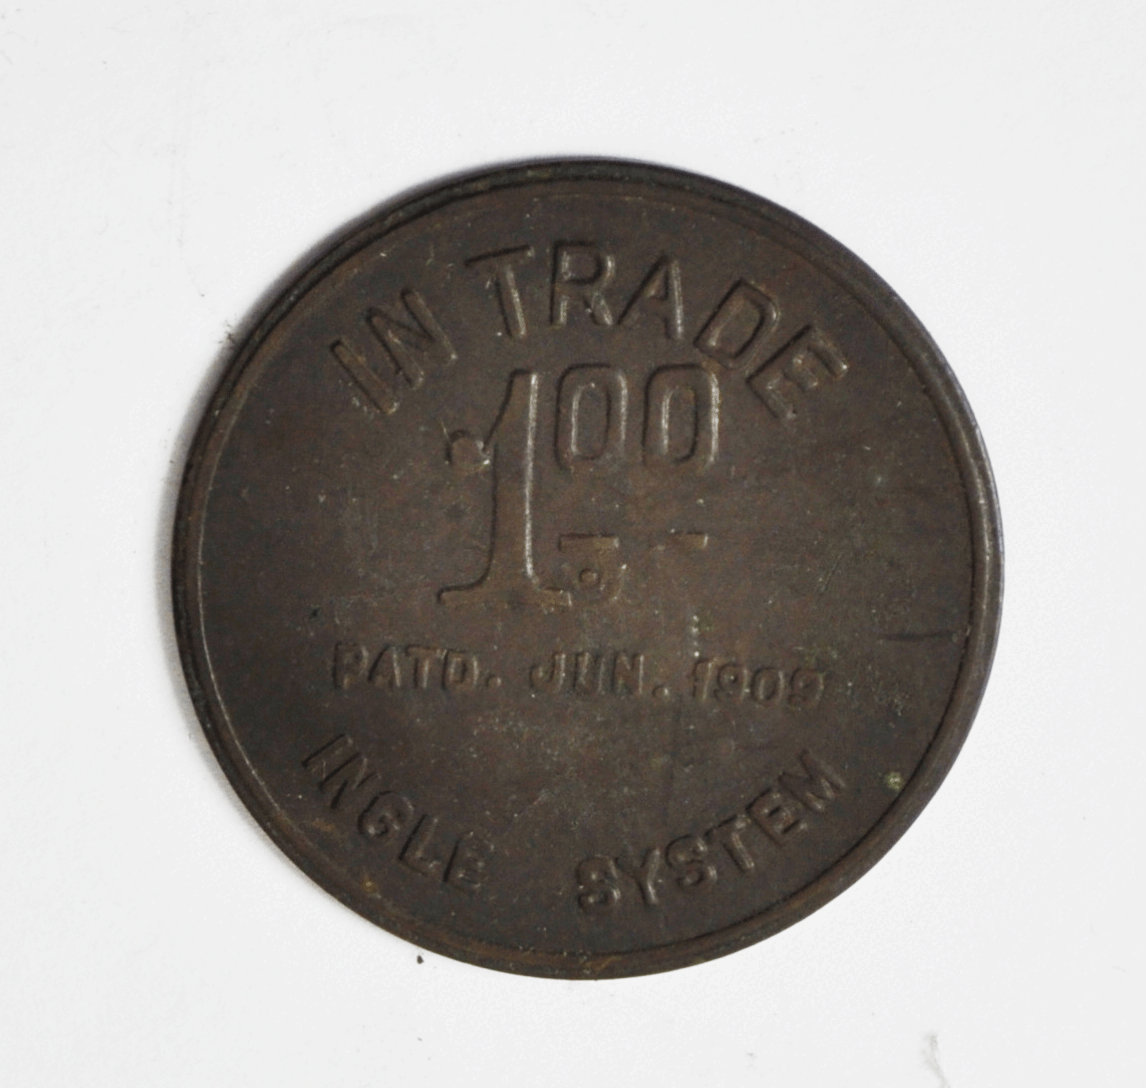 IN TRADE
1 00
PATD. JUN. 1909
INGLE SYSTEM